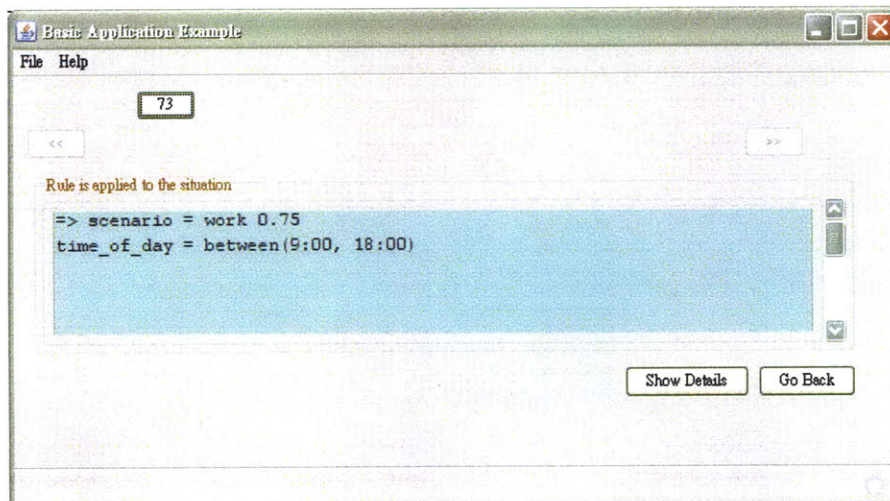 Basic Application Example
File Help
73
<< >>
Rule is applied to the situation
=> scenario = work 0.75
time_of_day = between(9:00, 18:00)
Show Details Go Back